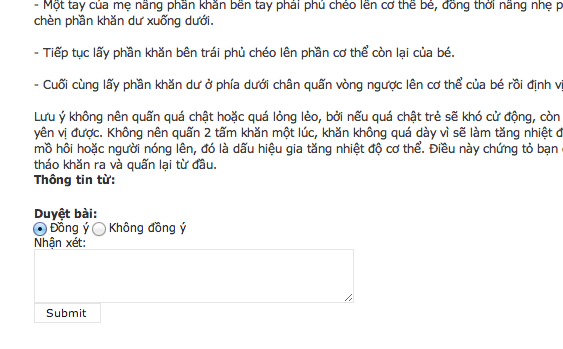 - Một tay của mẹ nâng phần khăn bên tay phải phủ chéo lên cơ thể bé, đồng thời nâng nhẹ p
chèn phần khăn dư xuống dưới.
- Tiếp tục lấy phần khăn bên trái phủ chéo lên phần cơ thể còn lại của bé.
- Cuối cùng lấy phần khăn dư ở phía dưới chân quấn vòng ngược lên cơ thể của bé rồi định vị
Lưu ý không nên quấn quá chật hoặc quá lỏng lẻo, bởi nếu quá chật trẻ sẽ khó cử động, còn
yên vị được. Không nên quấn 2 tấm khăn một lúc, khăn không quá dày vì sẽ làm tăng nhiệt đ
mồ hôi hoặc người nóng lên, đó là dấu hiệu gia tăng nhiệt độ cơ thể. Điều này chứng tỏ bạn
tháo khăn ra và quấn lại từ đầu.
Thông tin từ:
Duyệt bài:
Đồng ý Không đồng ý
Nhận xét:
Submit